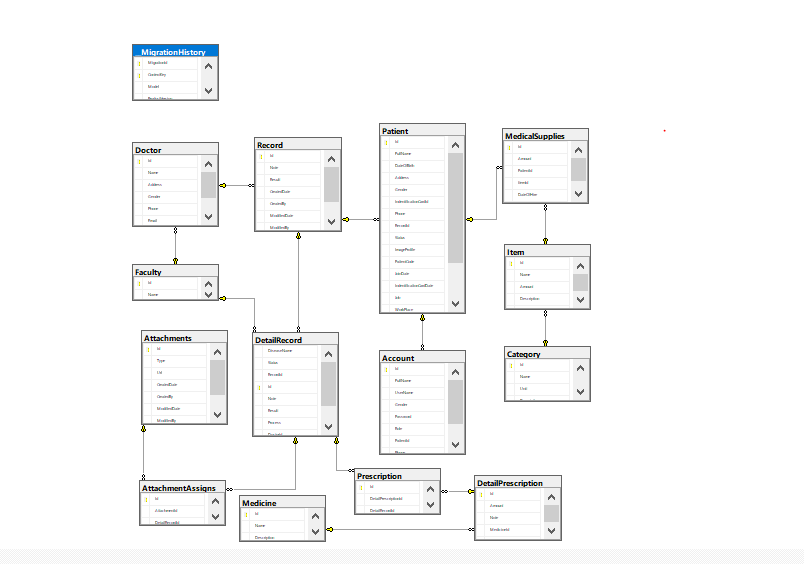 _MigrationHistory
MigrationId
ContextKey
Model
Doctor
Id
Name
Address
Gender
Phone
Email
Record
Id
Note
Result
CreatedDate
CreatedBy
ModifiedDate
ModifiedBy
Patient
Id
FullName
DateOfBirth
Address
Gender
IndentificationCardId
Phone
RecordId
Status
ImageProfile
PatientCode
JoinDate
IndentificationCardDate
Job
WorkPlace
MedicalSupplies
Id
Amount
PatientId
ItemId
DateOfHire
Faculty
Id
Name
Item
Id
Name
Amount
Description
Attachments
Id
Type
Url
CreatedDate
CreatedBy
ModifiedDate
ModifiedBy
DetailRecord
DiseaseName
Status
RecordId
Id
Note
Result
Process
Account
Id
FullName
UserName
Gender
Password
Role
PatientId
Phone
Category
Id
Name
Unit
AttachmentAssigns
Id
AttachmentId
DetailRecordId
Medicine
Id
Name
Description
Prescription
Id
DetailPrescriptionId
DetailRecordId
DetailPrescription
Id
Amount
Note
MedicineId